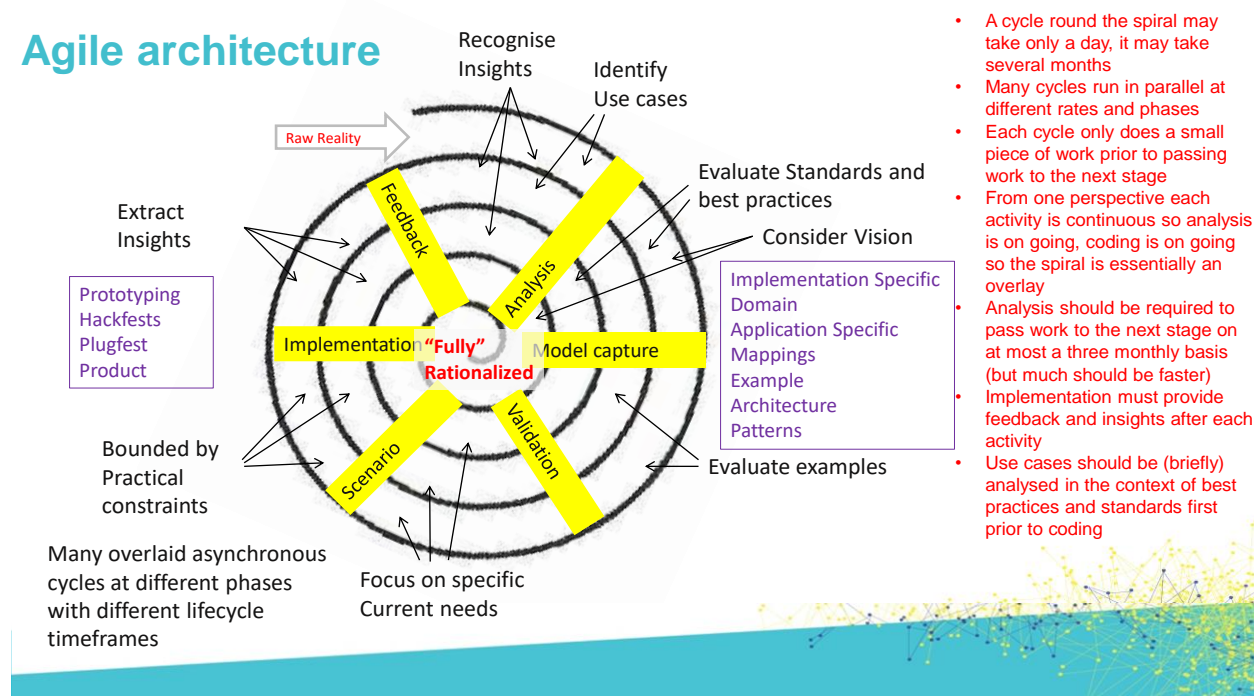 Agile architecture
Raw Reality
Recognise
Insights
Identify
Use cases
Evaluate Standards and
best practices
Consider Vision
Extract
Insights
Feedback
Analysis
Prototyping
Hackfests
Plugfest
Product
Implementation
“Fully”
Rationalized
Model capture
Implementation Specific
Domain
Application Specific
Mappings
Example
Architecture
Patterns
Scenario
Validation
Bounded by
Practical
constraints
Evaluate examples
Many overlaid asynchronous
cycles at different phases
with different lifecycle
timeframes
Focus on specific
Current needs
• A cycle round the spiral may
take only a day, it may take
several months
• Many cycles run in parallel at
different rates and phases
• Each cycle only does a small
piece of work prior to passing
work to the next stage
• From one perspective each
activity is continuous so analysis
is on going, coding is on going
so the spiral is essentially an
overlay
• Analysis should be required to
pass work to the next stage on
at most a three monthly basis
(but much should be faster)
• Implementation must provide
feedback and insights after each
activity
• Use cases should be (briefly)
analysed in the context of best
practices and standards first
prior to coding